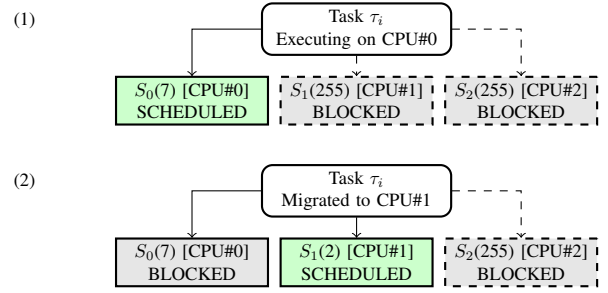 (1)
Task τᵢ
Executing on CPU#0
S₀(7) [CPU#0]
SCHEDULED
S₁(255) [CPU#1]
BLOCKED
S₂(255) [CPU#2]
BLOCKED
(2)
Task τᵢ
Migrated to CPU#1
S₀(7) [CPU#0]
BLOCKED
S₁(2) [CPU#1]
SCHEDULED
S₂(255) [CPU#2]
BLOCKED